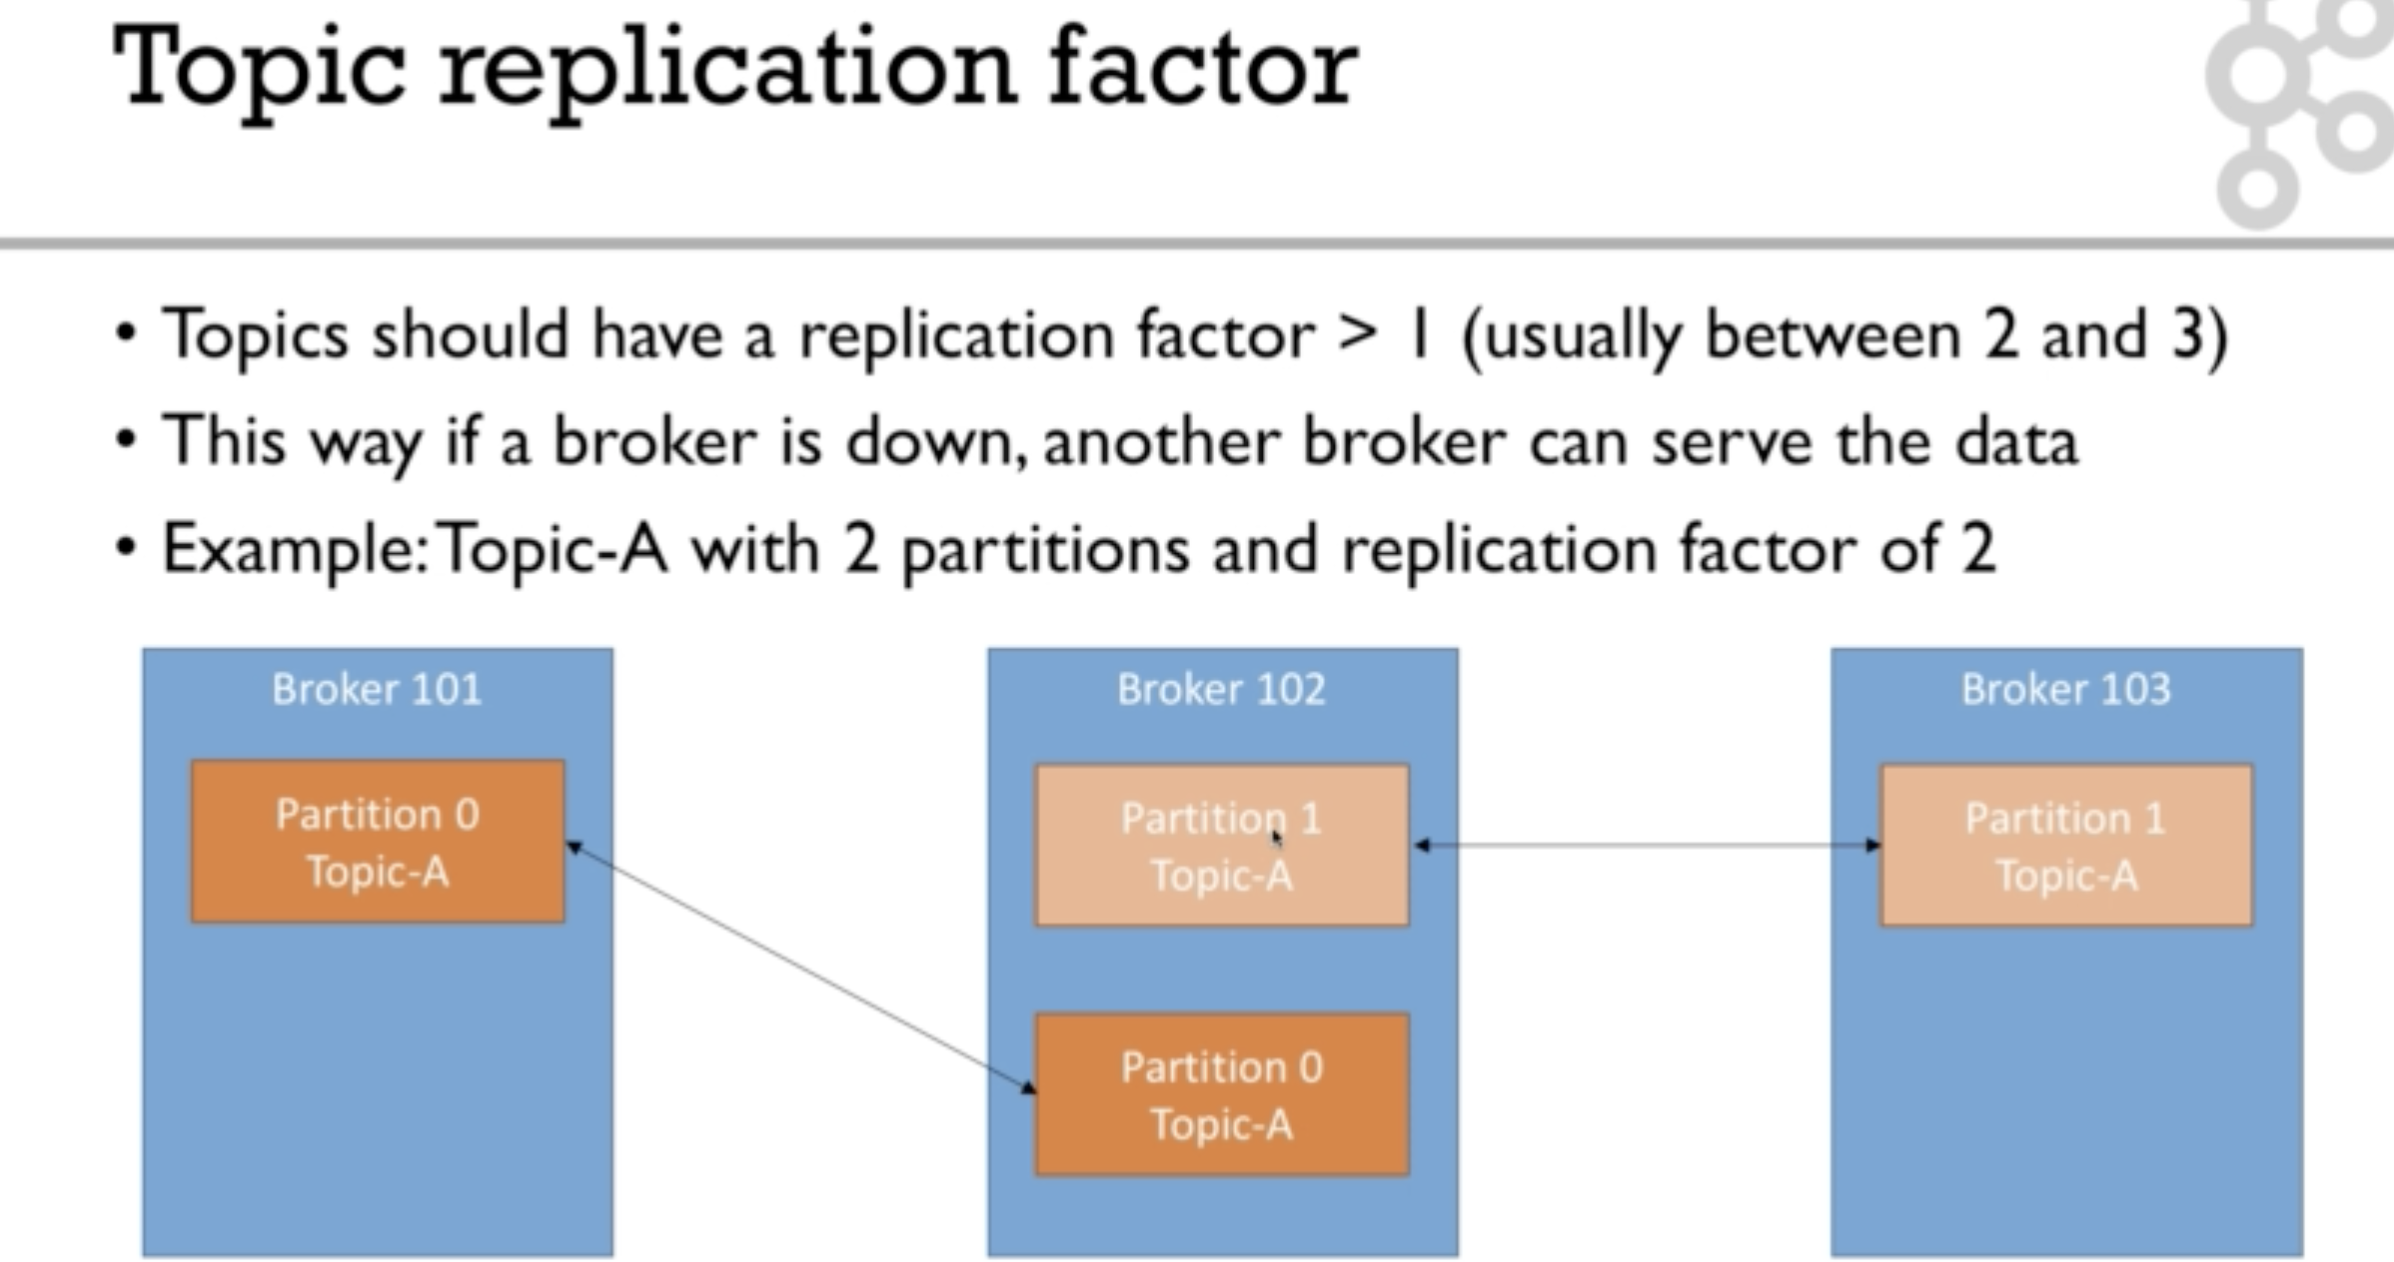 Topic replication factor
• Topics should have a replication factor > 1 (usually between 2 and 3)
• This way if a broker is down, another broker can serve the data
• Example: Topic-A with 2 partitions and replication factor of 2
Broker 101
Partition 0
Topic-A
Broker 102
Partition 1
Topic-A
Partition 0
Topic-A
Broker 103
Partition 1
Topic-A